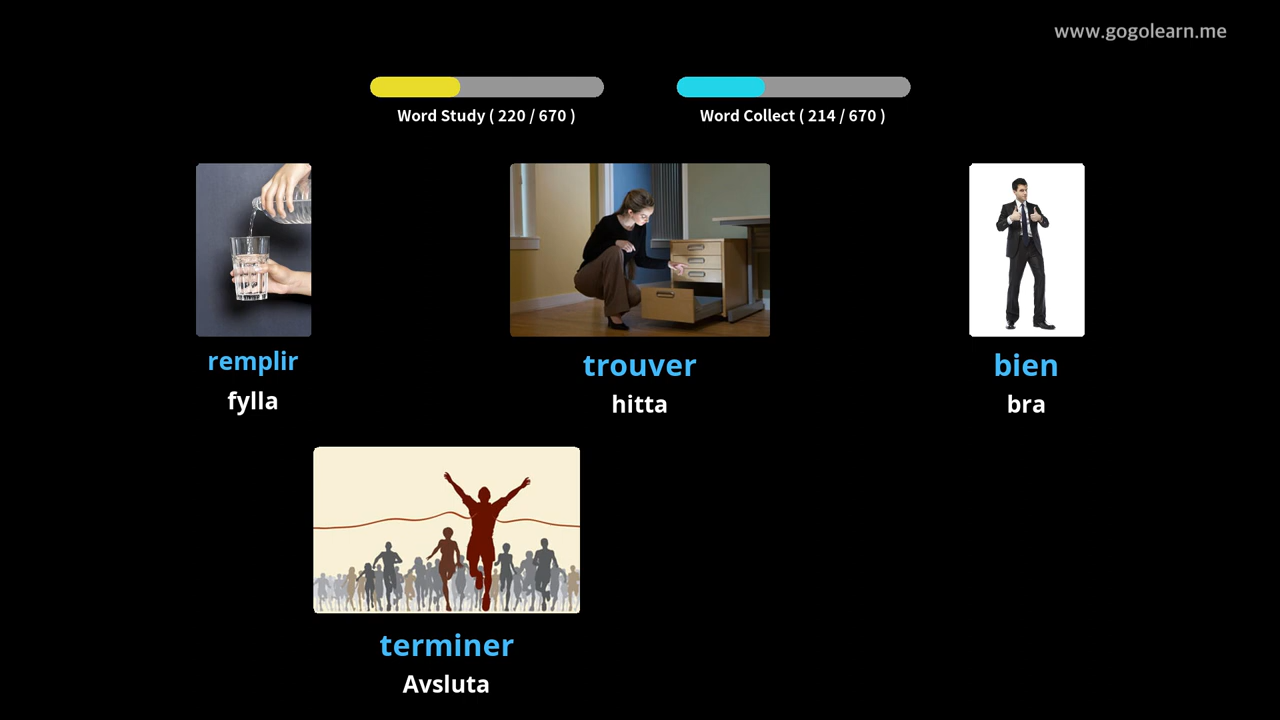 www.gogolearn.me
Word Study ( 220 / 670 )
Word Collect ( 214 / 670 )
remplir
fylla
trouver
hitta
bien
bra
terminer
Avsluta